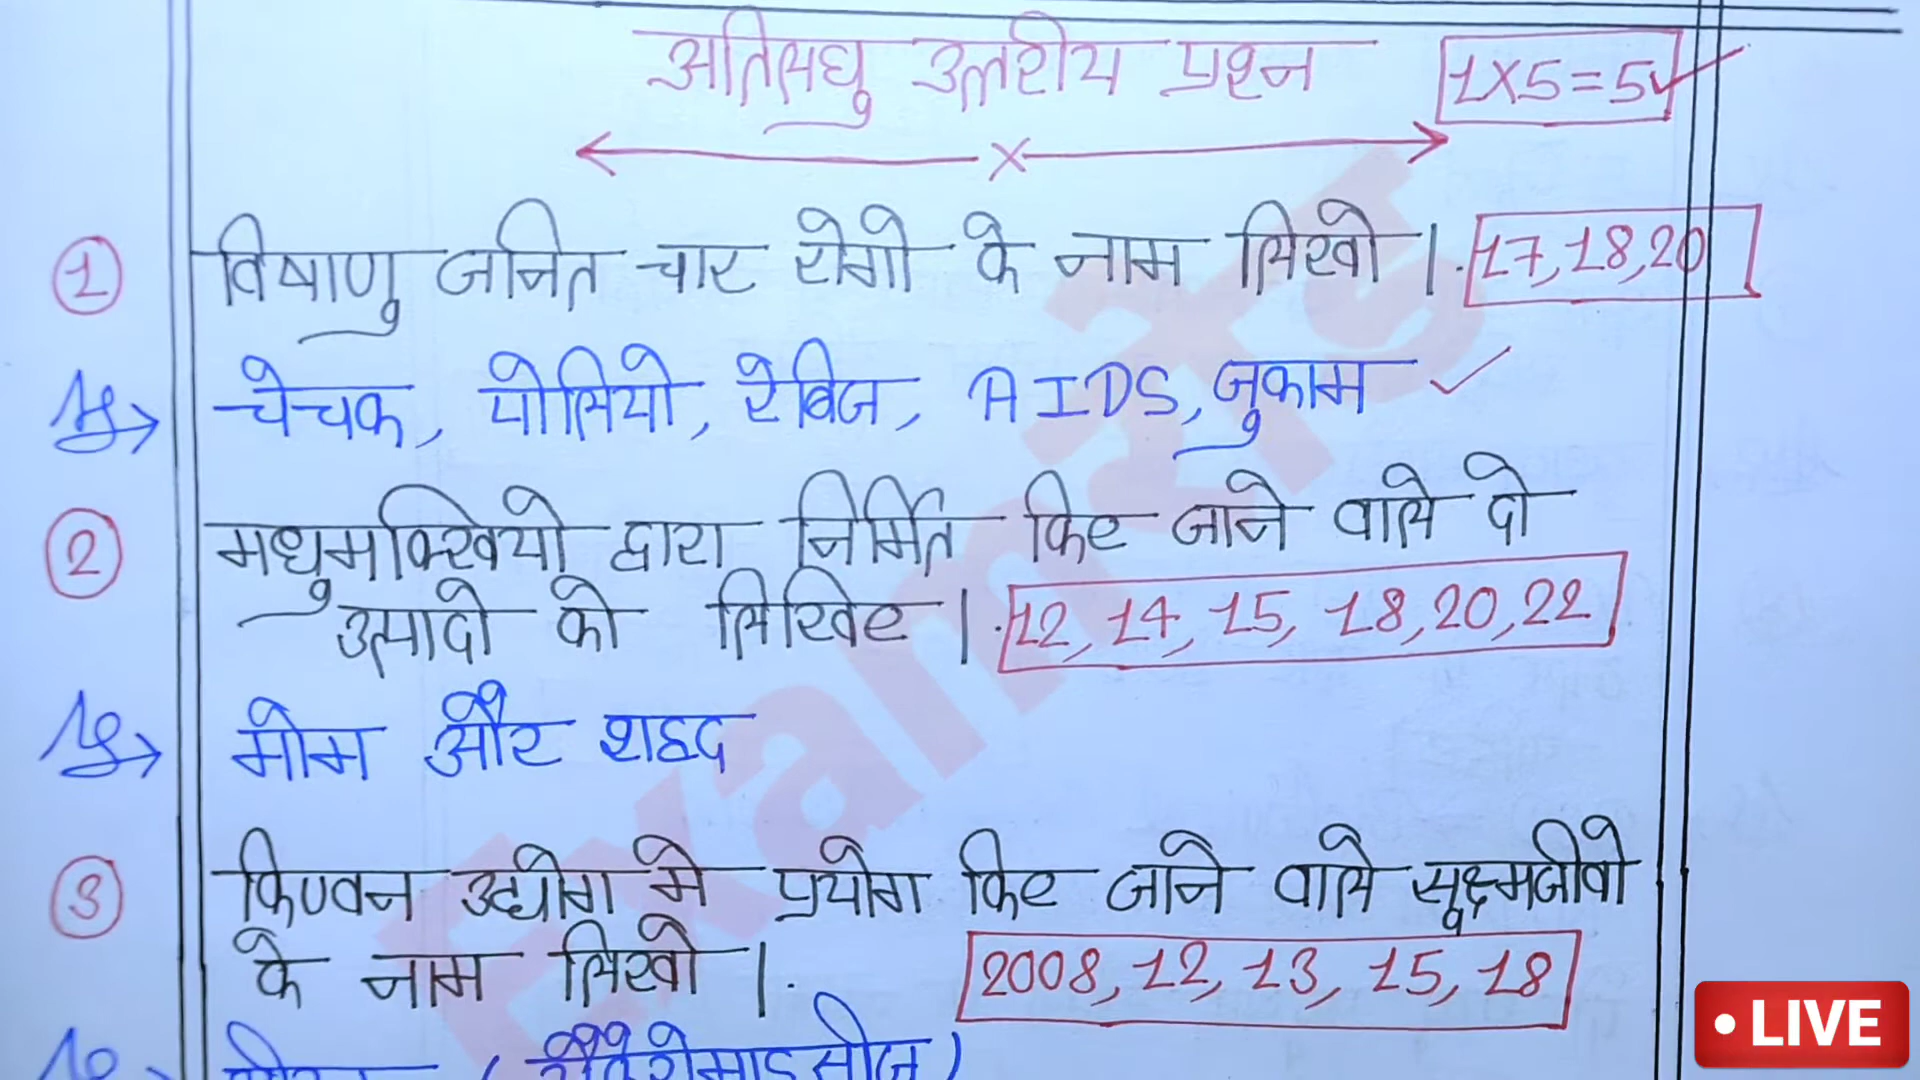 अतिलघु उत्तरीय प्रश्न 1×5=5
1 विषाणु जनित चार रोगो के नाम लिखो |. 17,18,20
चेचक, पोलियो, रेबिज, AIDS, जुकाम
2 मधुमक्खियो द्वारा निर्मित किए जाने वाले दो
उत्पादो को लिखिए |. 12, 14, 15, 18, 20, 22
मोम और शहद
3 किण्वन उद्योग मे प्रयोग किए जाने वाले सूक्ष्मजीवो
के नाम लिखो |. 2008, 12, 13, 15, 18
• LIVE